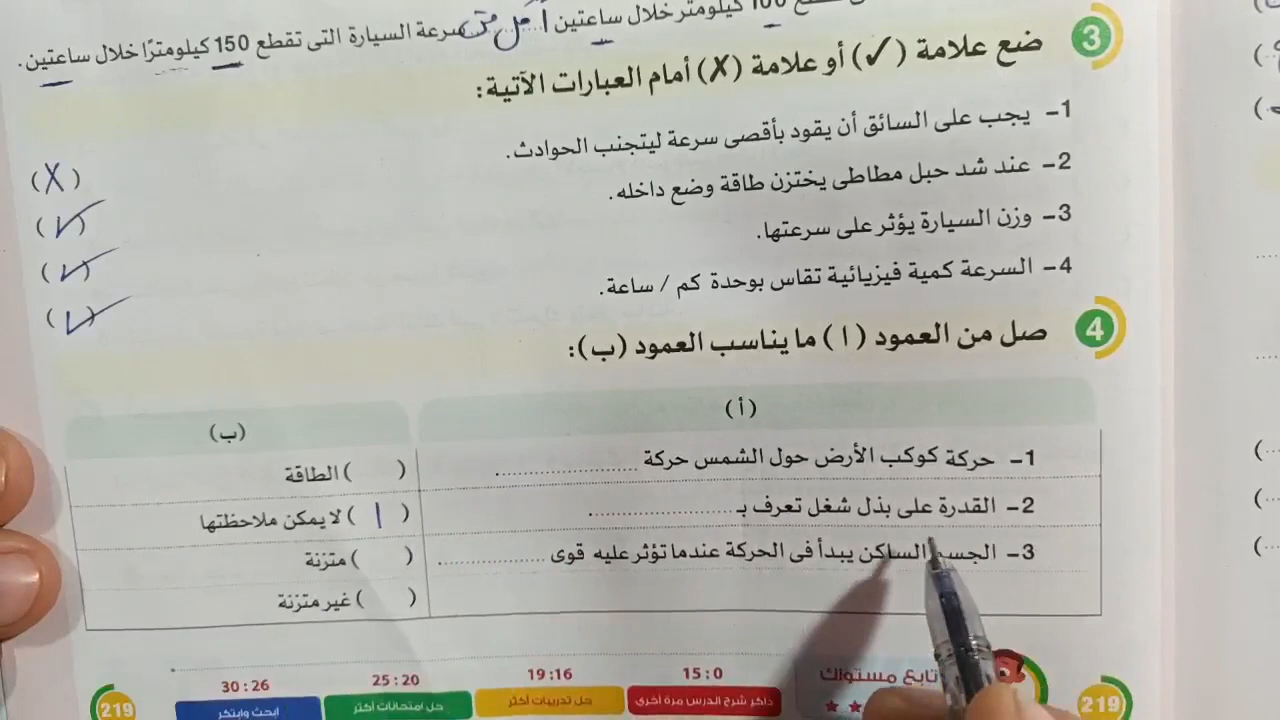 كيلومتر خلال ساعتين سرعة السيارة التى تقطع 150 كيلومترًا خلال ساعتين.
3 ضع علامة (✓) أو علامة (X) أمام العبارات الآتية:
1- يجب على السائق أن يقود بأقصى سرعة ليتجنب الحوادث. (X)
2- عند شد حبل مطاطى يختزن طاقة وضع داخله. (✓)
3- وزن السيارة يؤثر على سرعتها. (✓)
4- السرعة كمية فيزيائية تقاس بوحدة كم / ساعة. (✓)
4 صل من العمود (ا) ما يناسب العمود (ب):
(أ) (ب)
1- حركة كوكب الأرض حول الشمس حركة ............ ( ) الطاقة
2- القدرة على بذل شغل تعرف بـ ............ ( ا ) لا يمكن ملاحظتها
3- الجسم الساكن يبدأ فى الحركة عندما تؤثر عليه قوى ............ ( ) متزنة
( ) غير متزنة
تابع مستواك
15 : 0 19 : 16 25 : 20 30 : 26
ذاكر شرح الدرس مرة أخرى حل تدريبات أكثر حل امتحانات أكثر ابحث وابتكر
219 219